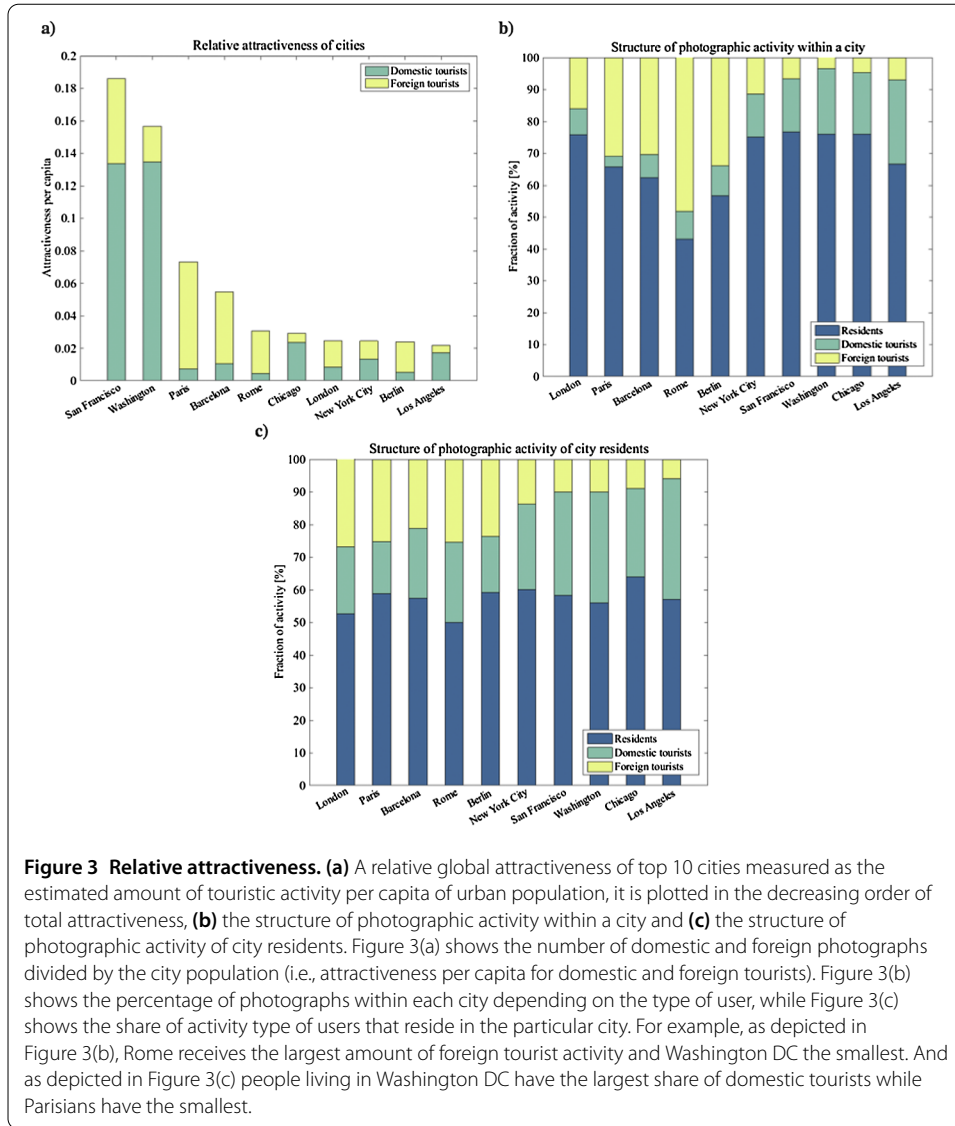 a)
Relative attractiveness of cities
0.2
0.18
0.16
0.14
0.12
0.1
0.08
0.06
0.04
0.02
0
Attractiveness per capita
Domestic tourists
Foreign tourists
San Francisco
Washington
Paris
Barcelona
Rome
Chicago
London
New York City
Berlin
Los Angeles
b)
Structure of photographic activity within a city
100
90
80
70
60
50
40
30
20
10
0
Fraction of activity [%]
Residents
Domestic tourists
Foreign tourists
London
Paris
Barcelona
Rome
Berlin
New York City
San Francisco
Washington
Chicago
Los Angeles
c)
Structure of photographic activity of city residents
100
90
80
70
60
50
40
30
20
10
0
Fraction of activity [%]
Residents
Domestic tourists
Foreign tourists
London
Paris
Barcelona
Rome
Berlin
New York City
San Francisco
Washington
Chicago
Los Angeles
Figure 3 Relative attractiveness. (a) A relative global attractiveness of top 10 cities measured as the
estimated amount of touristic activity per capita of urban population, it is plotted in the decreasing order of
total attractiveness, (b) the structure of photographic activity within a city and (c) the structure of
photographic activity of city residents. Figure 3(a) shows the number of domestic and foreign photographs
divided by the city population (i.e., attractiveness per capita for domestic and foreign tourists). Figure 3(b)
shows the percentage of photographs within each city depending on the type of user, while Figure 3(c)
shows the share of activity type of users that reside in the particular city. For example, as depicted in
Figure 3(b), Rome receives the largest amount of foreign tourist activity and Washington DC the smallest. And
as depicted in Figure 3(c) people living in Washington DC have the largest share of domestic tourists while
Parisians have the smallest.